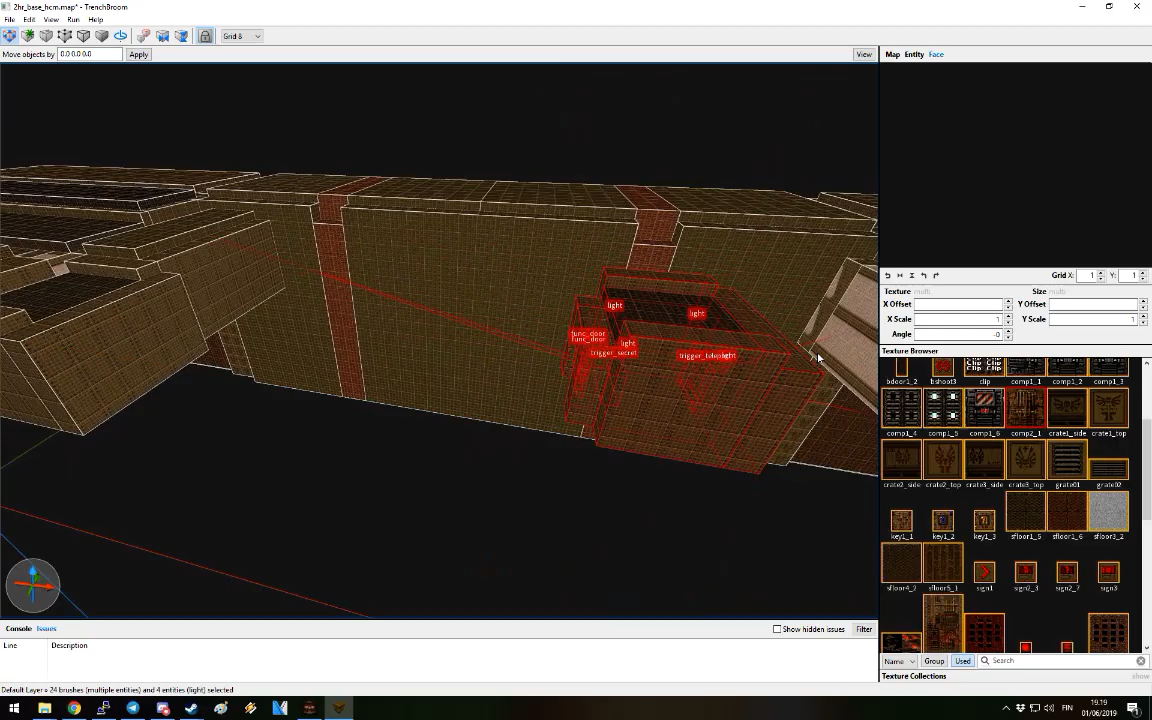 2hr_base_hcm.map* - TrenchBroom
File Edit View Run Help
Grid 8
Move objects by 0.0 0.0 0.0 Apply View
Map Entity Face
light
light
func_door
func_door
light
trigger_secret
light
Grid X: 1 Y: 1
Texture multi Size multi
X Offset Y Offset
X Scale 1 Y Scale 1
Angle -0
Texture Browser
bdoor1_2 bshoot3 clip comp1_1 comp1_2 comp1_3
comp1_4 comp1_5 comp1_6 comp2_1 crate1_side crate1_top
crate2_side crate2_top crate3_side crate3_top grate01 grate02
key1_1 key1_2 key1_3 sfloor1_5 sfloor1_6 sfloor3_2
sfloor4_2 sfloor5_1 sign1 sign2_3 sign2_7 sign3
Name Group Used Search
Texture Collections show
Console Issues
Show hidden issues Filter
Line Description
Default Layer » 24 brushes (multiple entities) and 4 entities (light) selected
FIN
19.19
01/06/2019